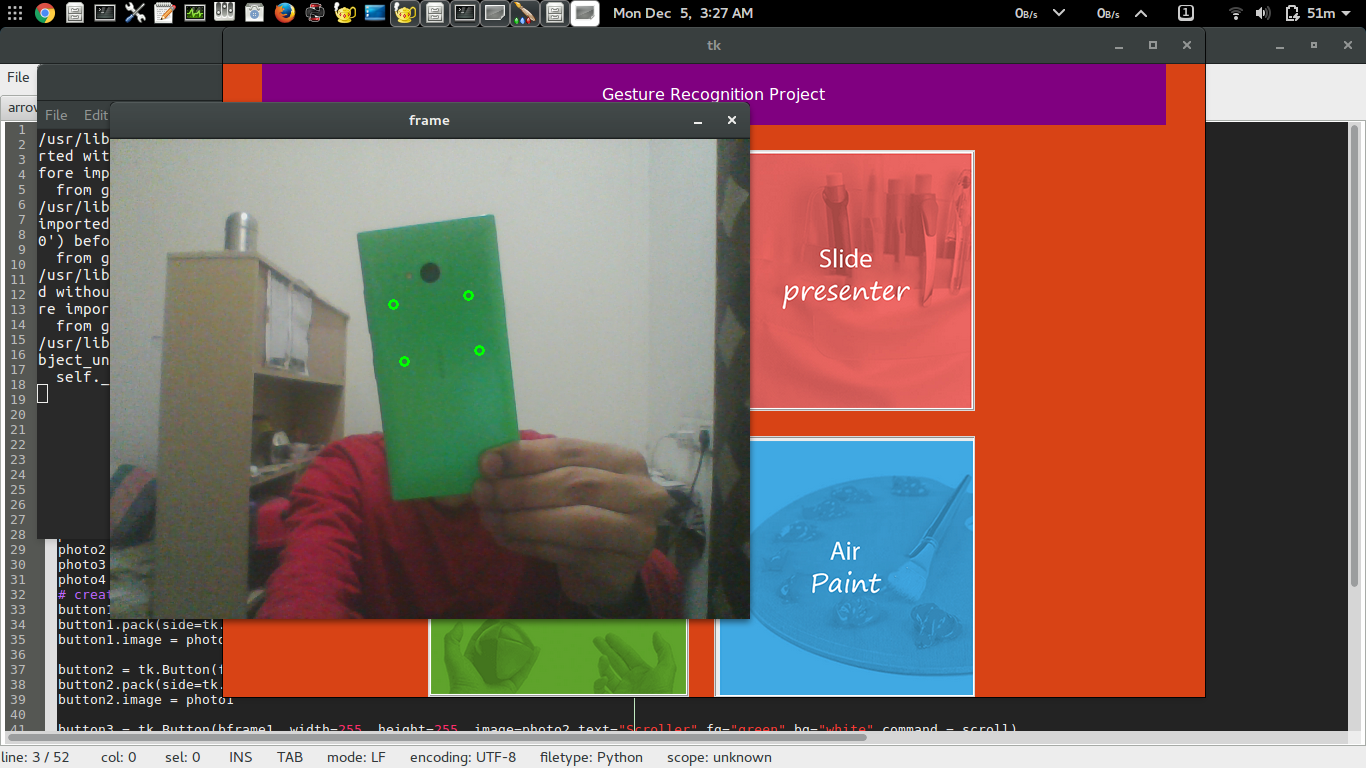 Mon Dec 5, 3:27 AM
0B/s
0B/s
1
51m
tk
File
arrow
File Edit
Gesture Recognition Project
frame
/usr/lib
rted wit
fore imp
from g
/usr/lib
imported
0') befo
from g
/usr/lib
d withou
re impor
from g
/usr/lib
bject_un
self._
Slide
presenter
Air
Paint
1
2
3
4
5
6
7
8
9
10
11
12
13
14
15
16
17
18
19
20
21
22
23
24
25
26
27
28
29 photo2
30 photo3
31 photo4
32 # creat
33 button1
34 button1.pack(side=tk.
35 button1.image = photo
36
37 button2 = tk.Button(f
38 button2.pack(side=tk.
39 button2.image = photo1
40
41 button3 = tk.Button(bframe1, width=255, height=255, image=photo2,text="Scroller",fg="green",bg="white",command = scroll)
line: 3 / 52 col: 0 sel: 0 INS TAB mode: LF encoding: UTF-8 filetype: Python scope: unknown